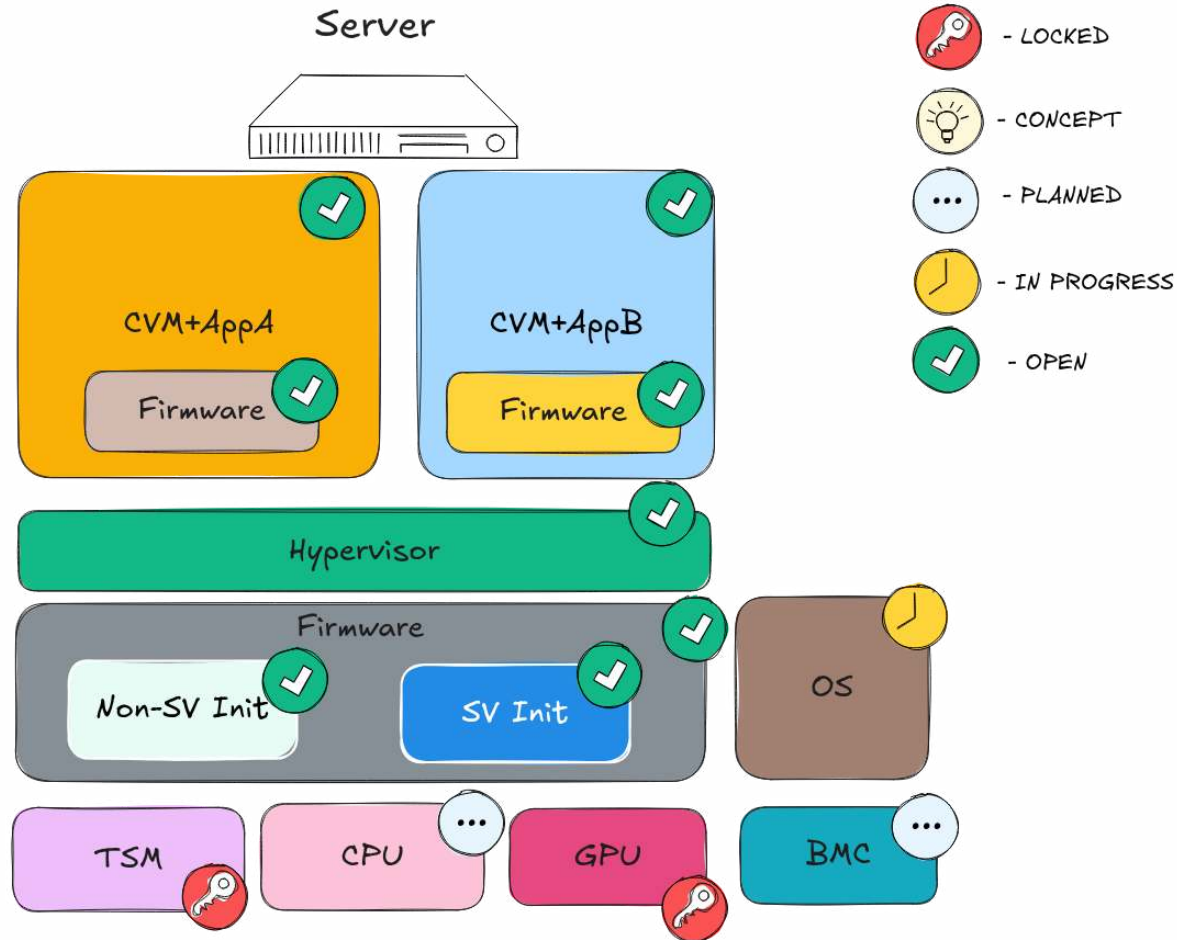 Server
- LOCKED
- CONCEPT
- PLANNED
- IN PROGRESS
- OPEN
CVM+AppA
Firmware
CVM+AppB
Firmware
Hypervisor
Firmware
Non-SV Init
SV Init
OS
TSM
CPU
GPU
BMC